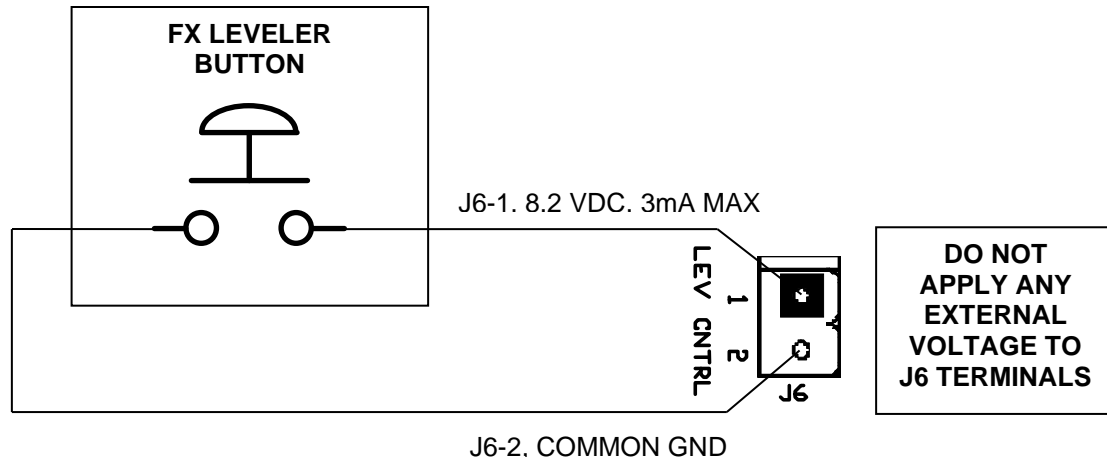 FX LEVELER
BUTTON
J6-1. 8.2 VDC. 3mA MAX
LEV CNTRL
1
2
J6
DO NOT
APPLY ANY
EXTERNAL
VOLTAGE TO
J6 TERMINALS
J6-2, COMMON GND